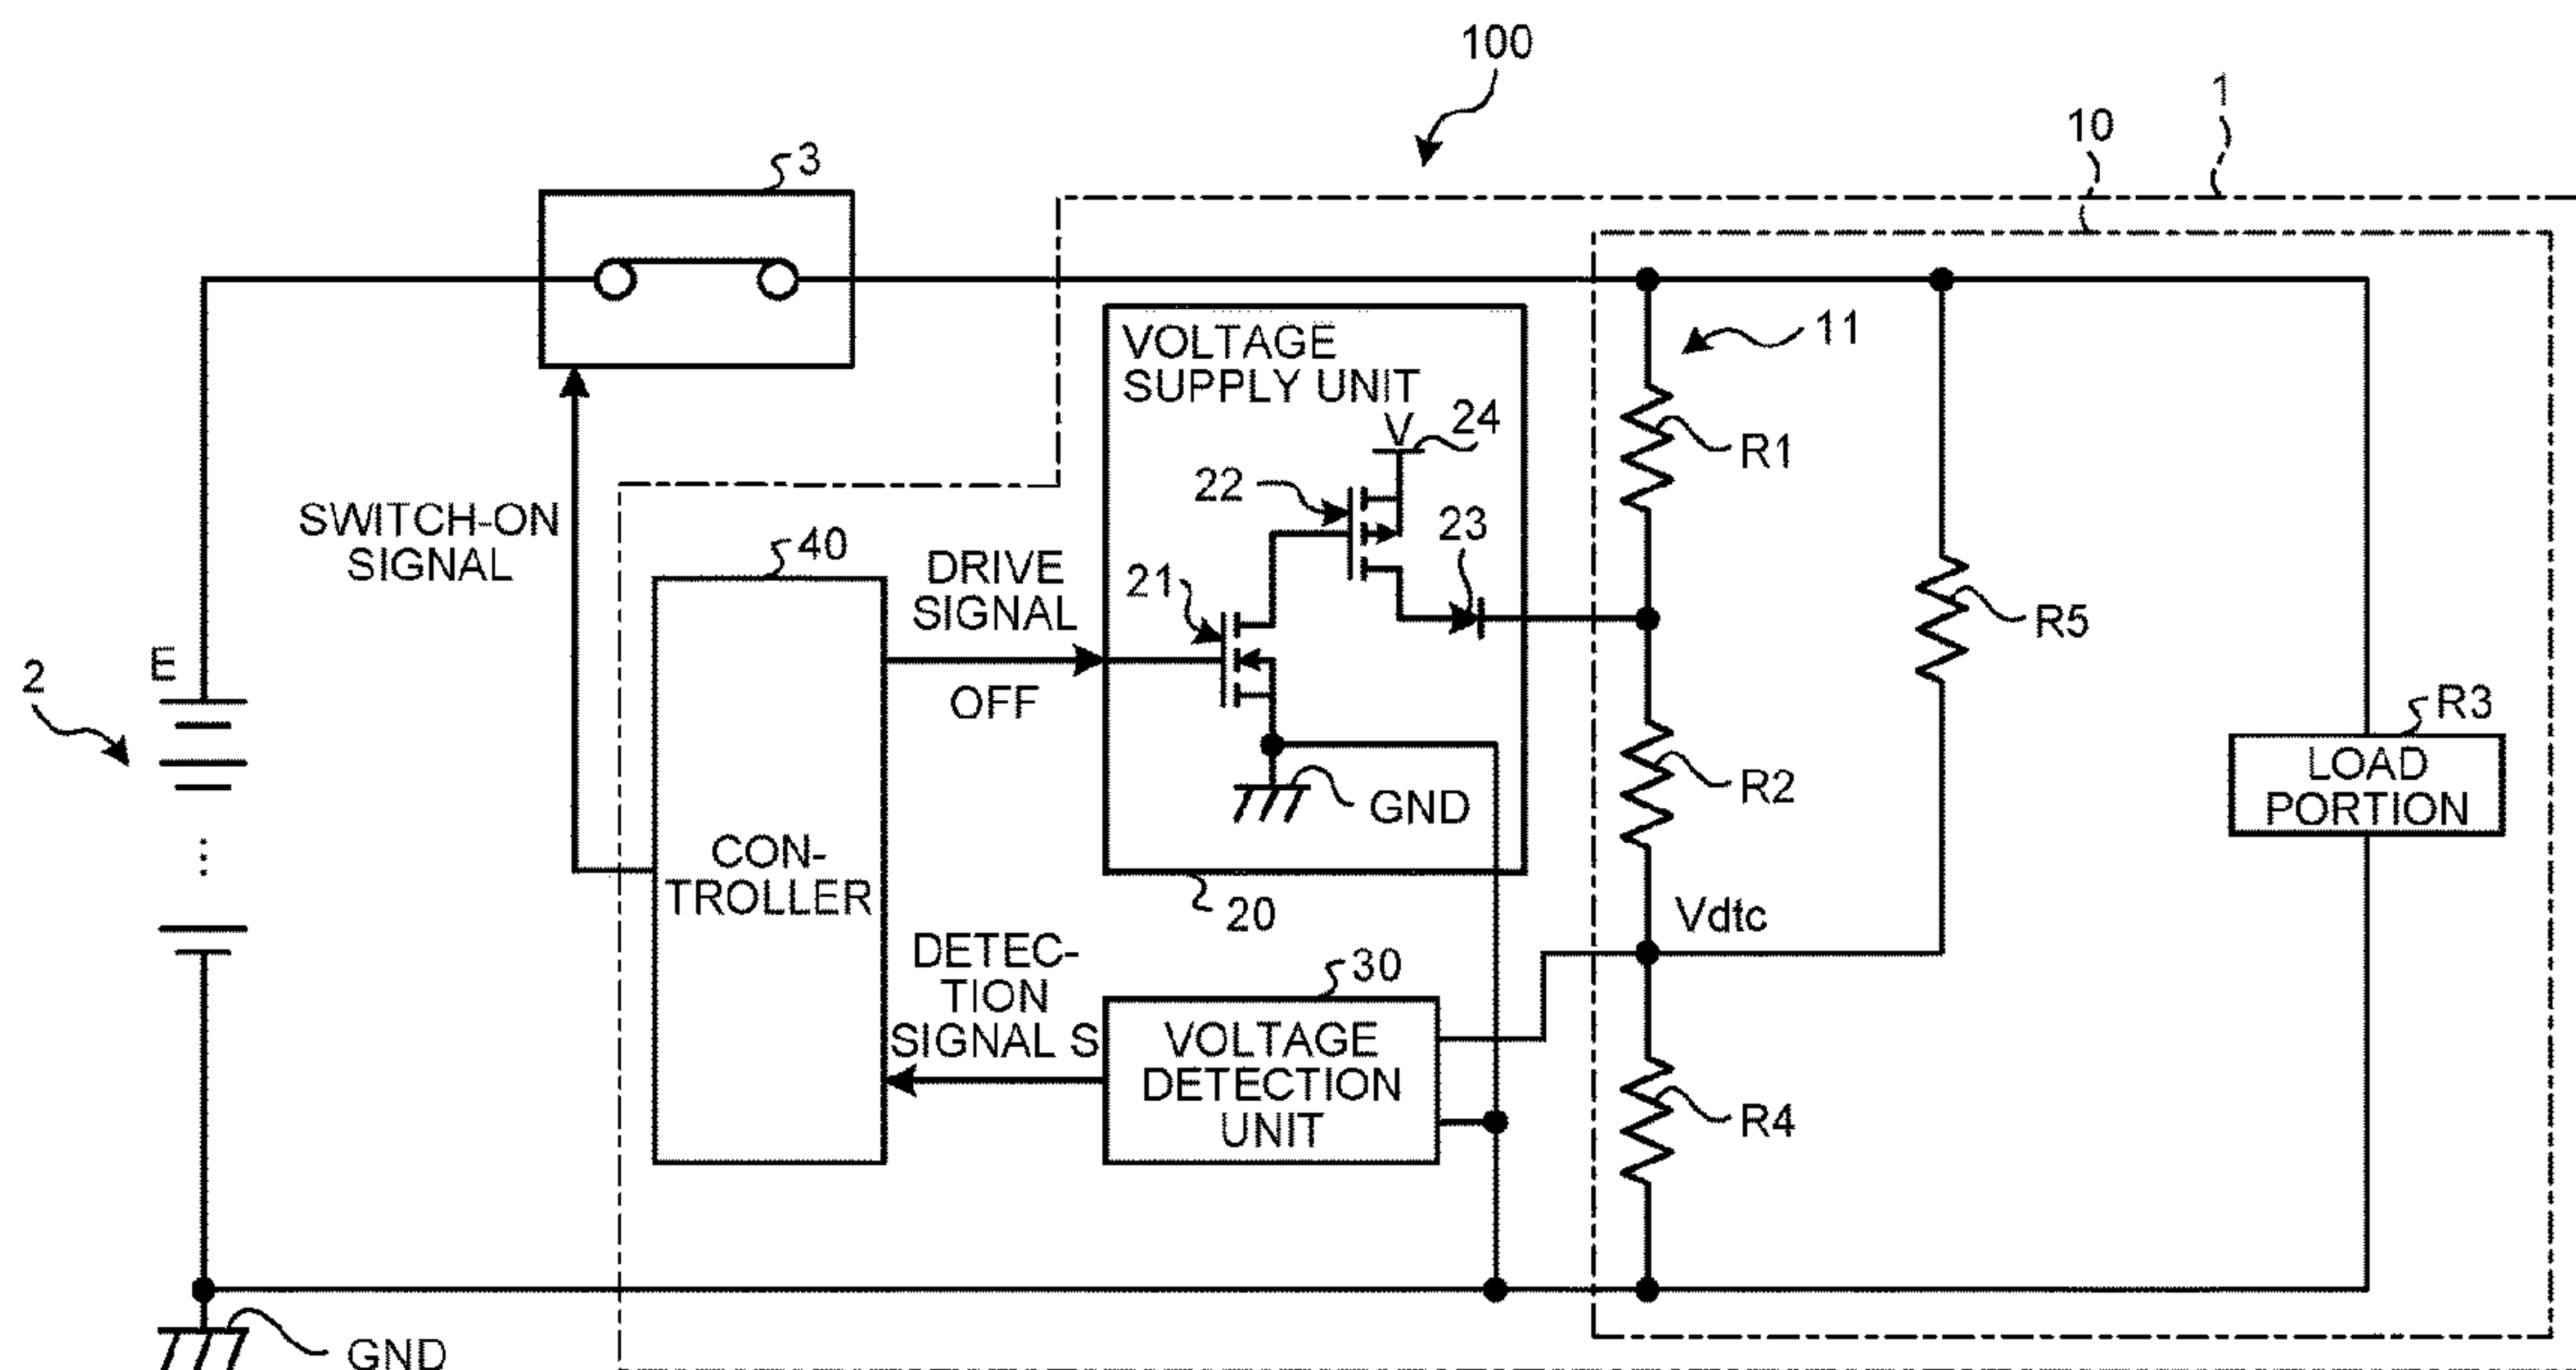 100
1
10
3
11
VOLTAGE
SUPPLY UNIT
V
24
R1
22
23
SWITCH-ON
SIGNAL
40
DRIVE
SIGNAL
21
R5
E
2
OFF
R3
LOAD
PORTION
R2
GND
CON-
TROLLER
20
Vdtc
DETEC-
TION
SIGNAL S
30
VOLTAGE
DETECTION
UNIT
R4
GND